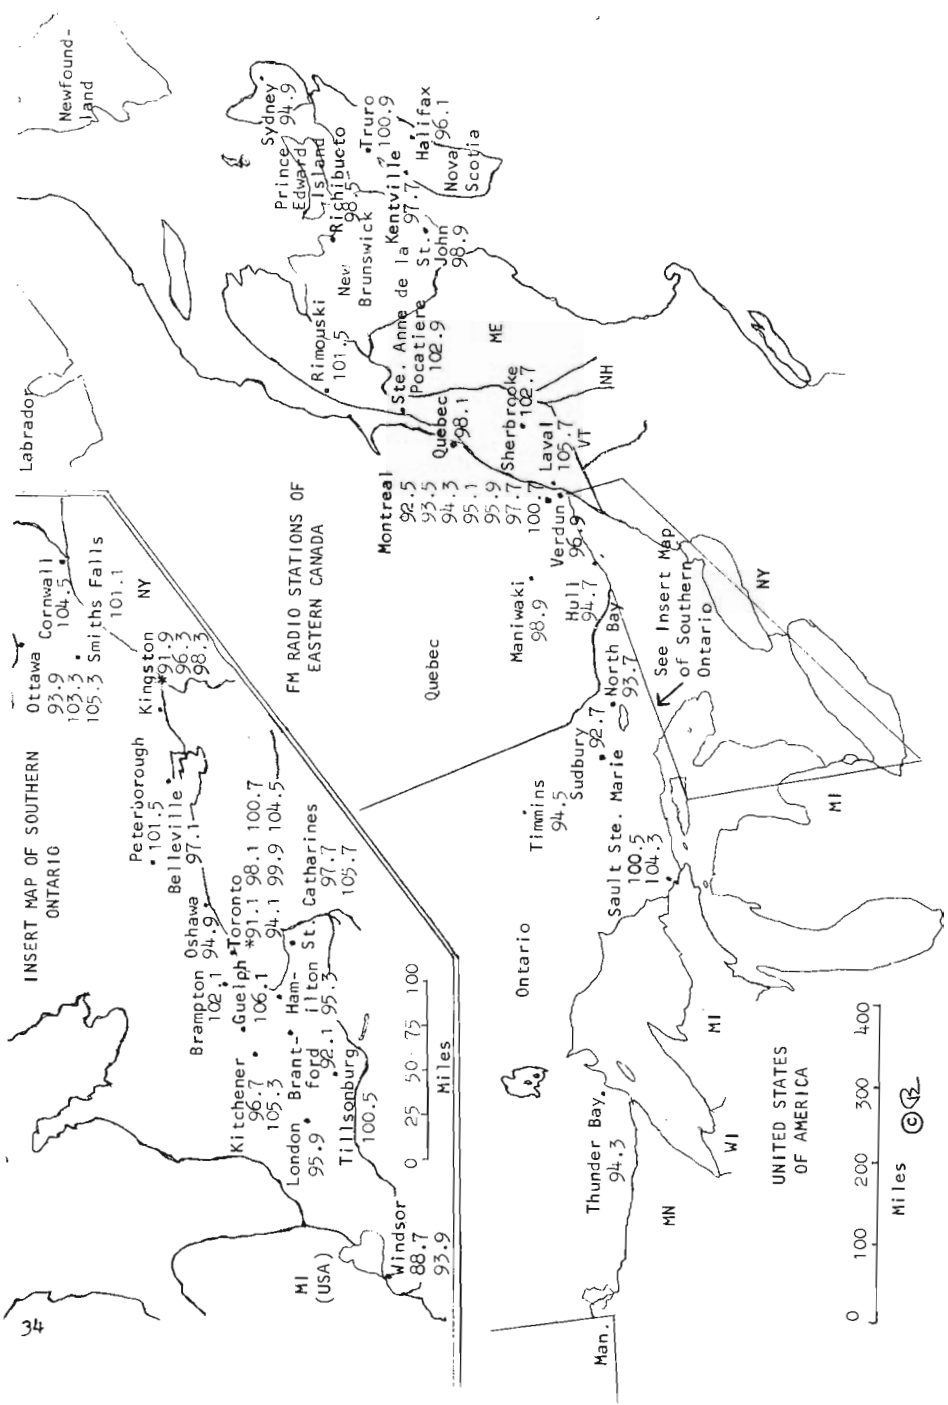 34
INSERT MAP OF SOUTHERN
ONTARIO
Ottawa
93.9
103.3
105.3
Cornwall
104.5
Smiths Falls
101.1
NY
Kingston
*91.9
96.3
98.3
Peterborough
101.5
Belleville
97.1
Oshawa
94.9
Brampton
102.1
Toronto
*91.1 98.1 100.7
94.1 99.9 104.5
Guelph
106.1
Kitchener
96.7
105.3
Ham-
ilton
95.3
St. Catharines
97.7
105.7
Brant-
ford
92.1
London
95.9
Tillsonburg
100.5
MI
(USA)
Windsor
88.7
93.9
0 25 50 75 100
Miles
FM RADIO STATIONS OF
EASTERN CANADA
Labrador
Newfound-
land
Sydney
94.9
Prince
Edward
Island
Richibucto
98.5
Truro
100.9
Halifax
96.1
Nova
Scotia
Kentville
97.7
New
Brunswick
St.
John
98.9
Rimouski
101.5
Ste. Anne de la
Pocatiere
102.9
ME
Quebec
98.1
Sherbrooke
102.7
NH
VT
Laval
105.7
Montreal
92.5
93.5
94.3
95.1
95.9
97.7
100.7
Verdun
96.9
Quebec
Maniwaki
98.9
Hull
94.7
North Bay
93.7
Sudbury
92.7
Timmins
94.5
See Insert Map
of Southern
Ontario
NY
Sault Ste. Marie
100.5
104.3
MI
Ontario
MI
Thunder Bay
94.3
WI
MN
Man.
UNITED STATES
OF AMERICA
0 100 200 300 400
Miles